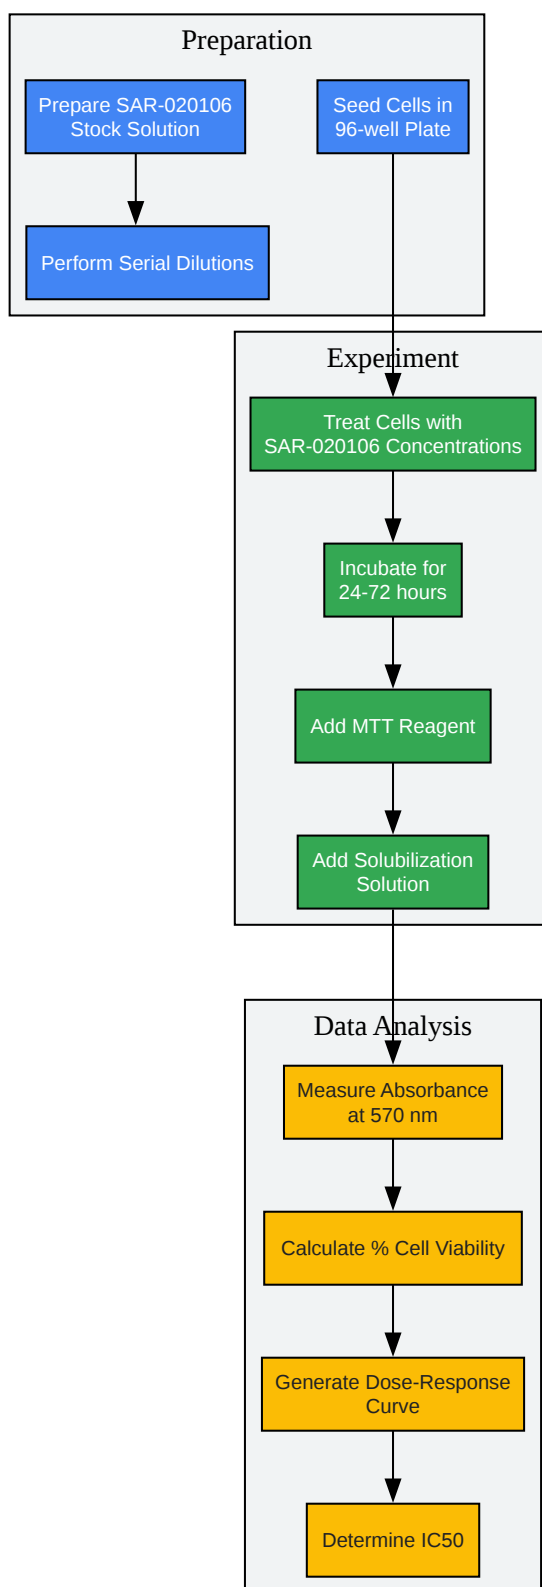 Preparation
Prepare SAR-020106
Stock Solution
Seed Cells in
96-well Plate
Perform Serial Dilutions
Experiment
Treat Cells with
SAR-020106 Concentrations
Incubate for
24-72 hours
Add MTT Reagent
Add Solubilization
Solution
Data Analysis
Measure Absorbance
at 570 nm
Calculate % Cell Viability
Generate Dose-Response
Curve
Determine IC50